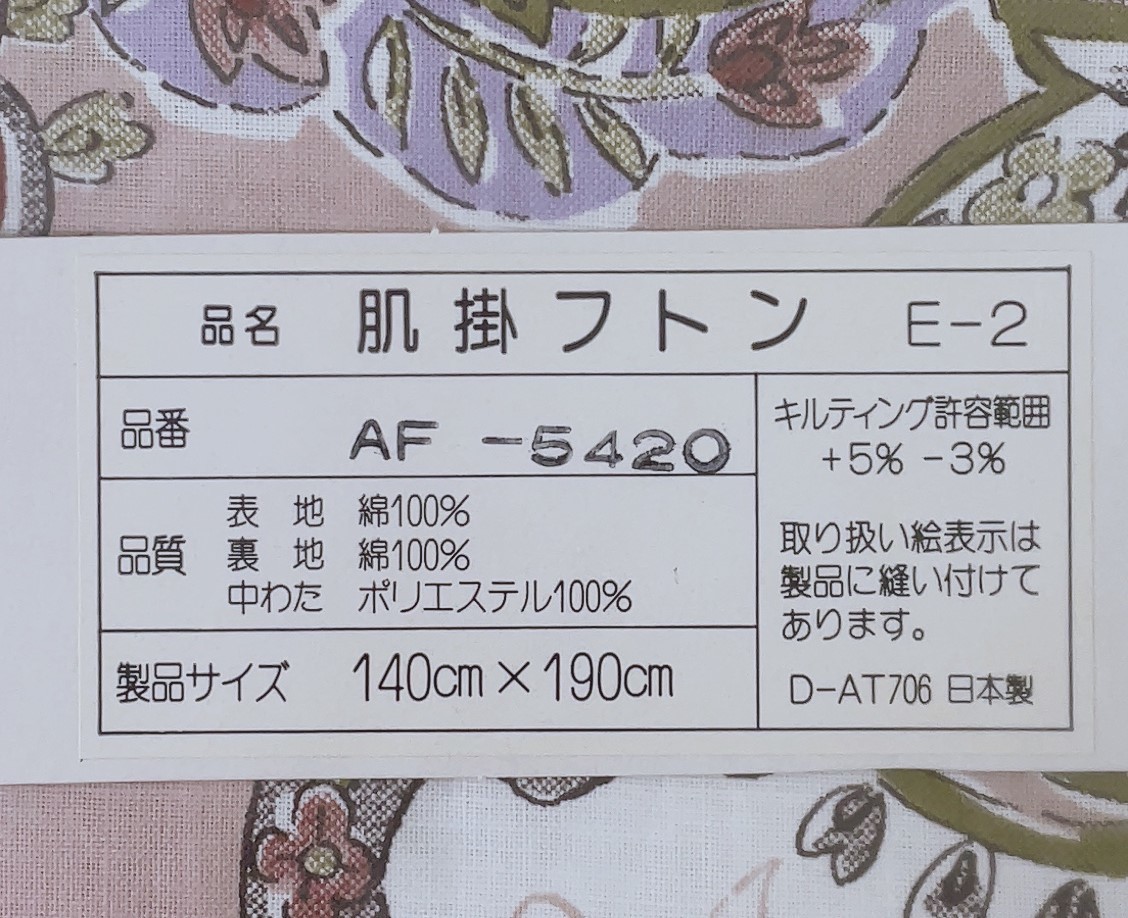 品名 肌掛フトン E-2
品番 AF -5420
品質 表地 綿100%
裏地 綿100%
中わた ポリエステル100%
製品サイズ 140cm×190cm
キルティング許容範囲
+5% -3%
取り扱い絵表示は
製品に縫い付けて
あります。
D-AT706 日本製